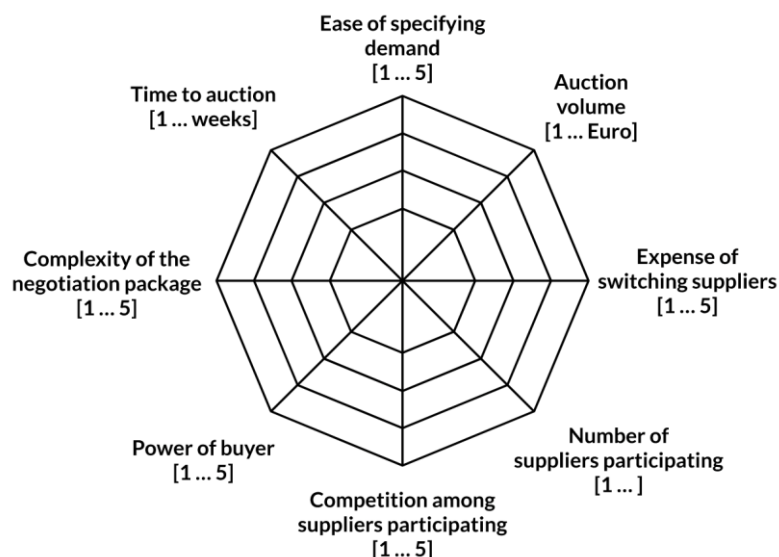 Ease of specifying
demand
[1 ... 5]
Auction
volume
[1 ... Euro]
Expense of
switching suppliers
[1 ... 5]
Number of
suppliers participating
[1 ... ]
Competition among
suppliers participating
[1 ... 5]
Power of buyer
[1 ... 5]
Complexity of the
negotiation package
[1 ... 5]
Time to auction
[1 ... weeks]